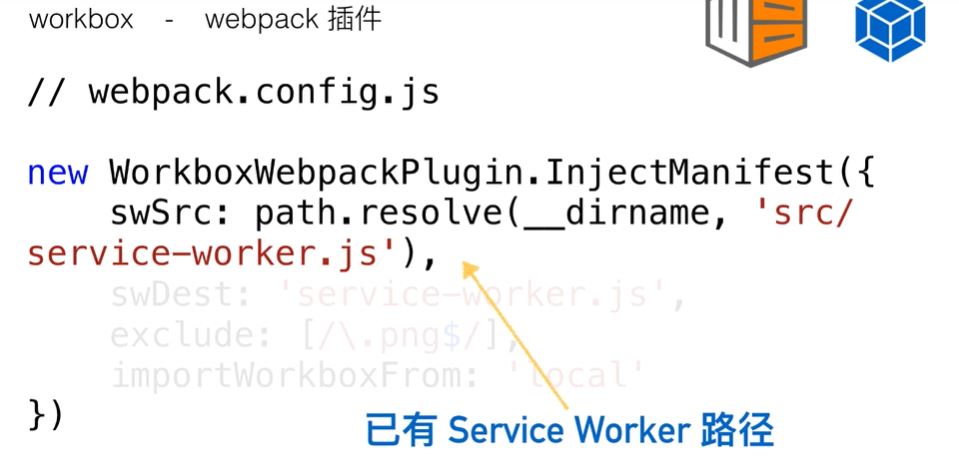 workbox - webpack 插件
// webpack.config.js
new WorkboxWebpackPlugin.InjectManifest({
swSrc: path.resolve(__dirname, 'src/
service-worker.js'),
swDest: 'service-worker.js',
exclude: [/\.png$/],
importWorkboxFrom: 'local'
})
已有 Service Worker 路径